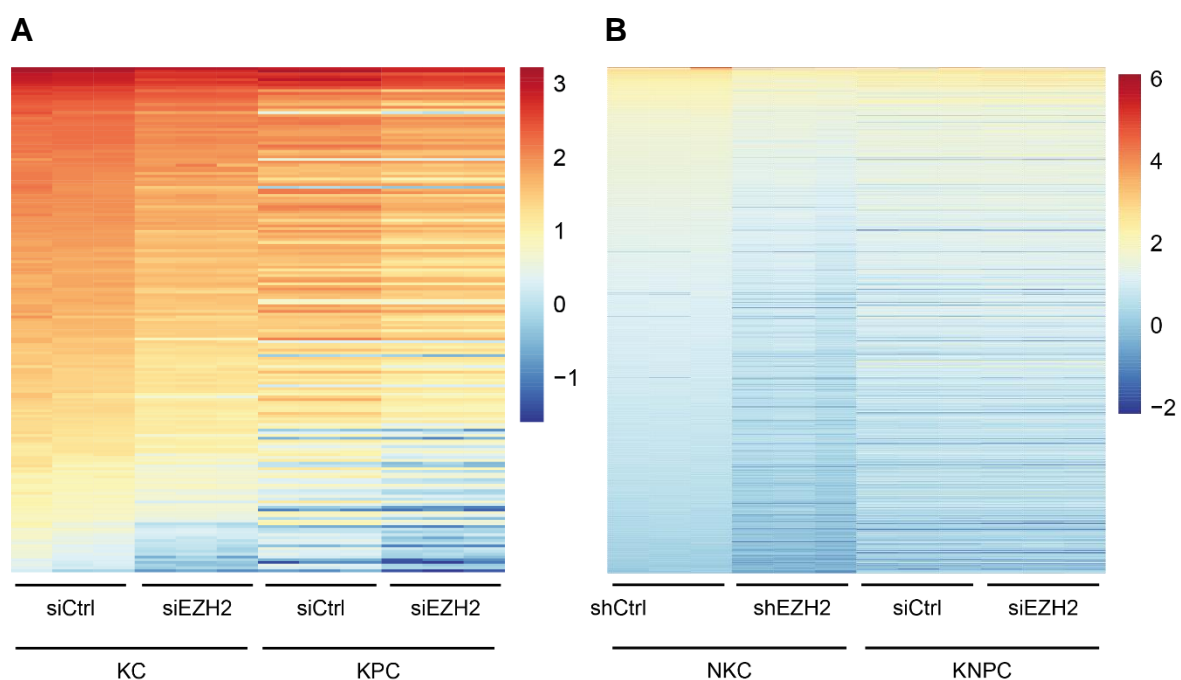 A
B
3
2
1
0
−1
6
4
2
0
−2
siCtrl
siEZH2
siCtrl
siEZH2
KC
KPC
shCtrl
shEZH2
siCtrl
siEZH2
NKC
KNPC